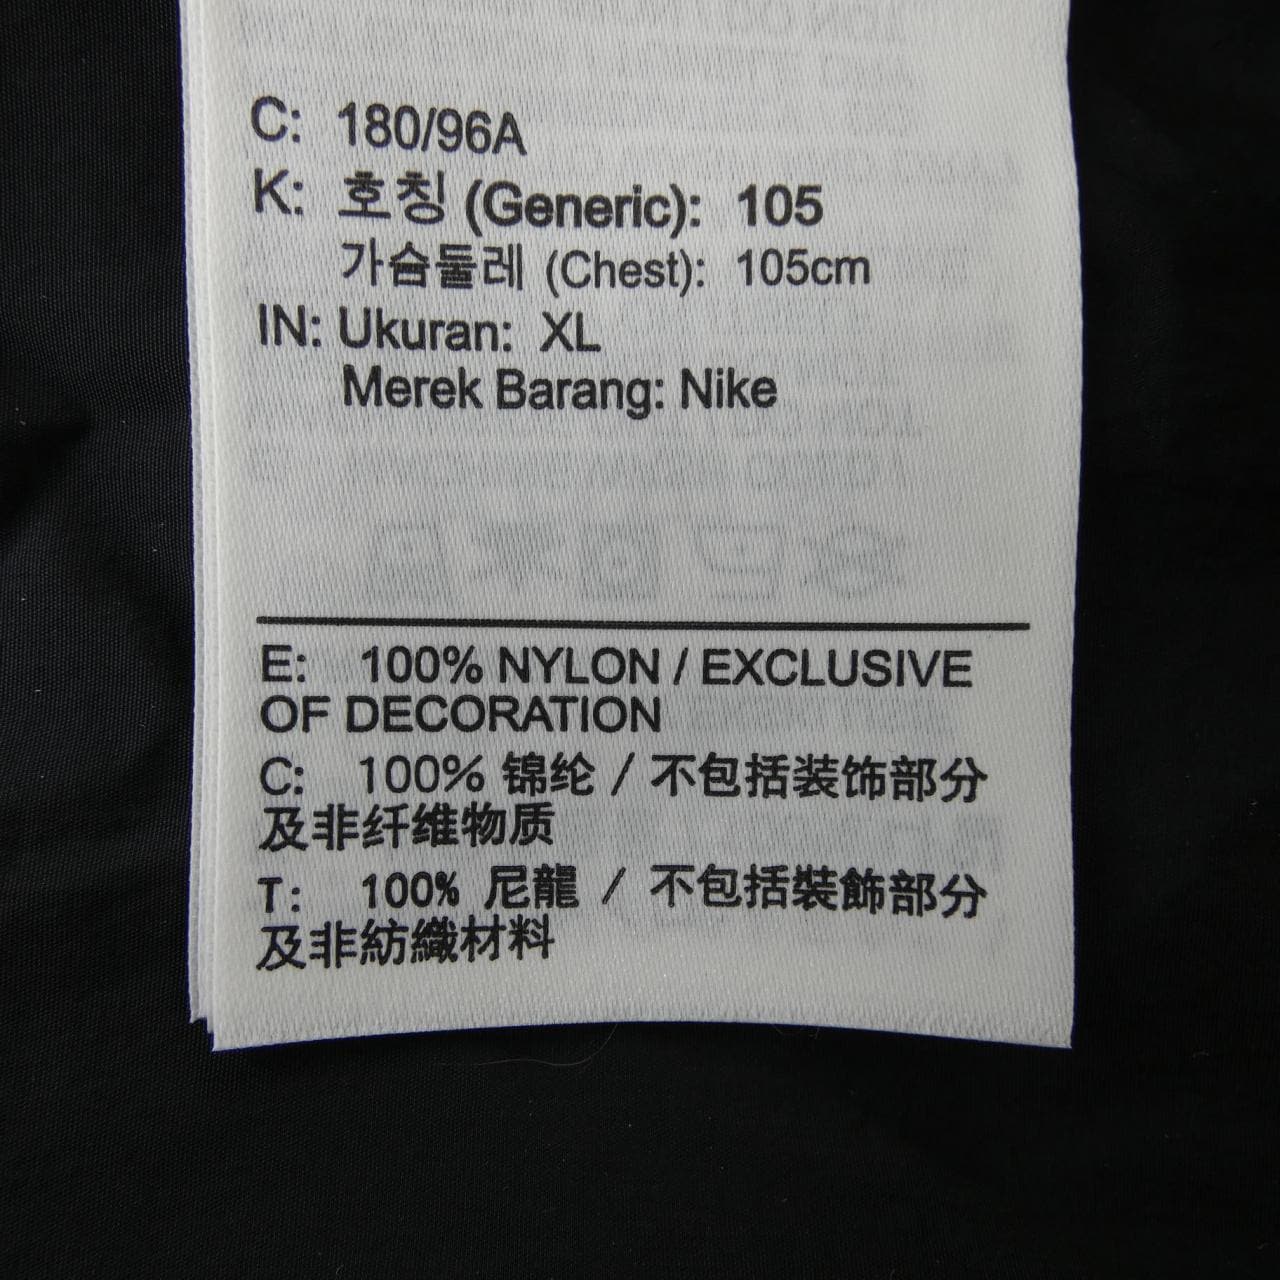 C: 180/96A
K: 호칭 (Generic): 105
가슴둘레 (Chest): 105cm
IN: Ukuran: XL
Merek Barang: Nike
E: 100% NYLON / EXCLUSIVE
OF DECORATION
C: 100% 锦纶 / 不包括装饰部分
及非纤维物质
T: 100% 尼龍 / 不包括裝飾部分
及非紡織材料